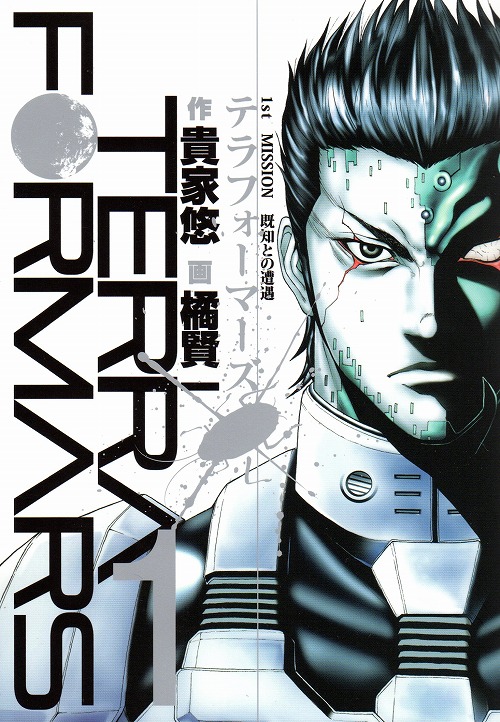 TERRA
FORMARS
1
1st MISSION 既知との遭遇
テラフォーマーズ
作 貴家悠 画 橘賢一